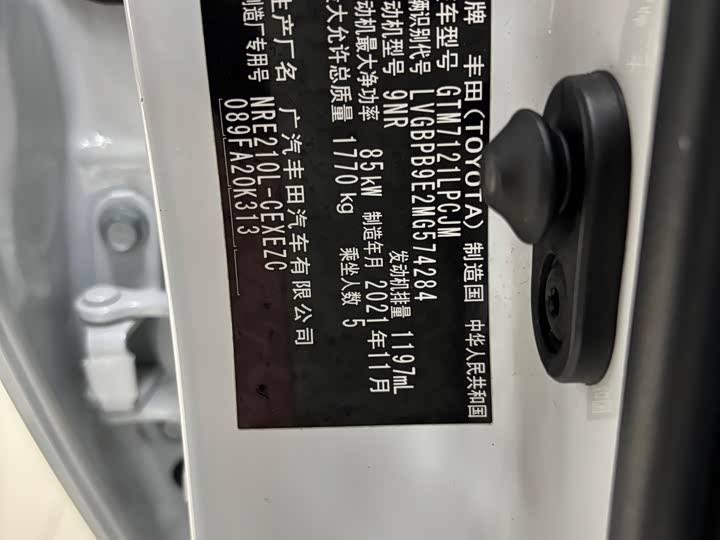 牌 丰田(TOYOTA) 制造国 中华人民共和国
车型号 GTM7121LPCJM
辆识别代号 LVGBPB9E2MG574284
动机型号 9NR 发动机排量 1197mL
动机最大净功率 85kW 制造年月 2021年11月
大允许总质量 1770kg 乘坐人数 5
生产厂名 广汽丰田汽车有限公司
制造厂专用号 NRE210L-CEXEZC
089FA20K313